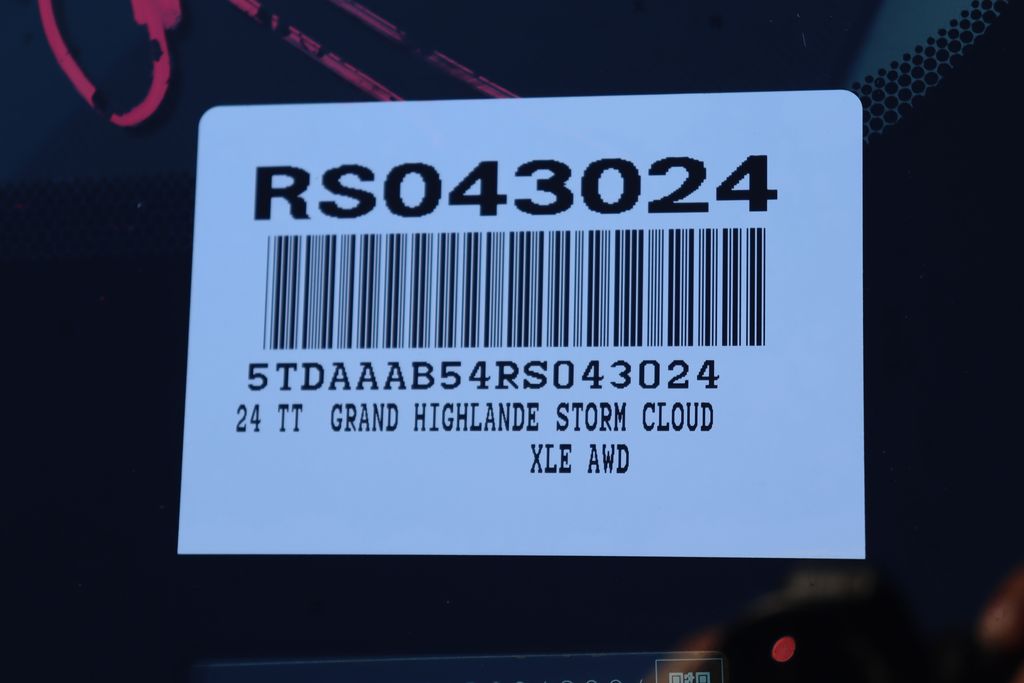 RS043024
5TDAAAB54RS043024
24 TT GRAND HIGHLANDE STORM CLOUD
XLE AWD